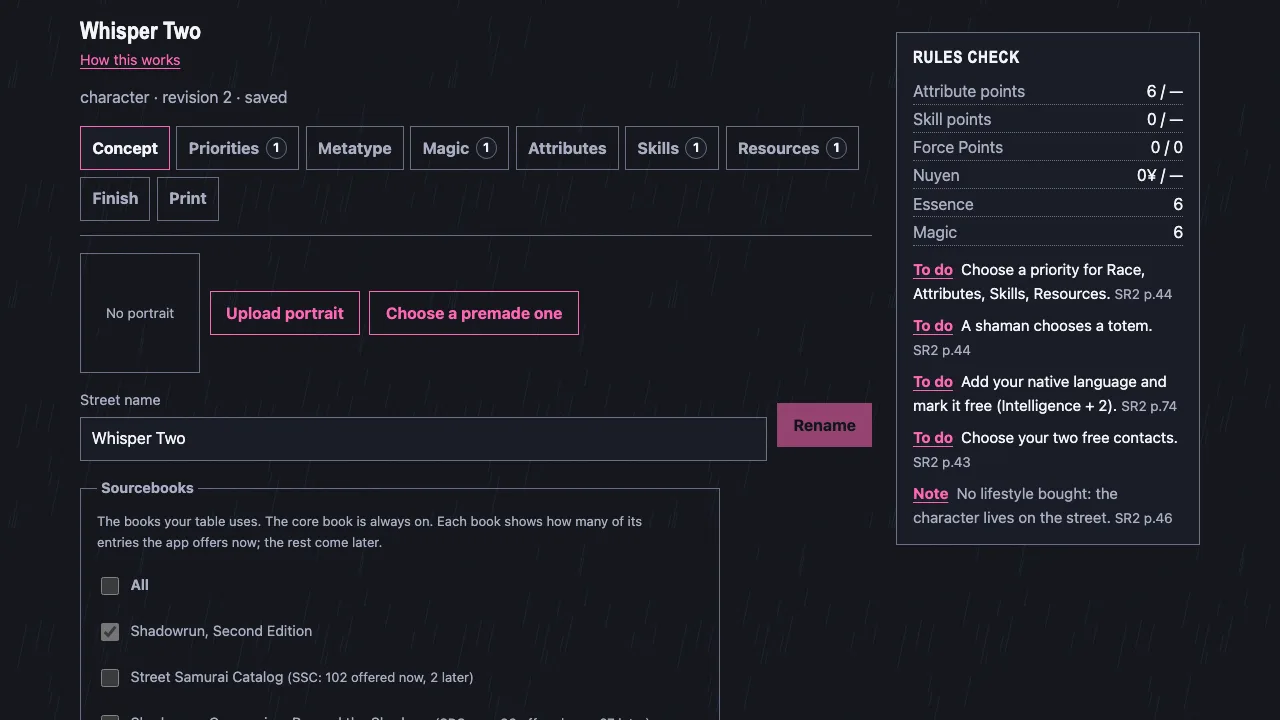 Whisper Two
How this works
character · revision 2 · saved
Concept
Priorities 1
Metatype
Magic 1
Attributes
Skills 1
Resources 1
Finish
Print
No portrait
Upload portrait
Choose a premade one
Street name
Whisper Two
Rename
Sourcebooks
The books your table uses. The core book is always on. Each book shows how many of its
entries the app offers now; the rest come later.
All
Shadowrun, Second Edition
Street Samurai Catalog (SSC: 102 offered now, 2 later)
RULES CHECK
Attribute points 6 / —
Skill points 0 / —
Force Points 0 / 0
Nuyen 0¥ / —
Essence 6
Magic 6
To do Choose a priority for Race,
Attributes, Skills, Resources. SR2 p.44
To do A shaman chooses a totem.
SR2 p.44
To do Add your native language and
mark it free (Intelligence + 2). SR2 p.74
To do Choose your two free contacts.
SR2 p.43
Note No lifestyle bought: the
character lives on the street. SR2 p.46